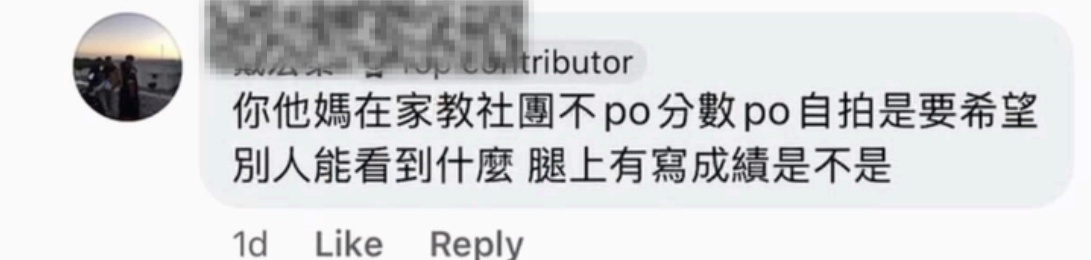 contributor
你他媽在家教社團不po分數po自拍是要希望
別人能看到什麼 腿上有寫成績是不是
1d Like Reply